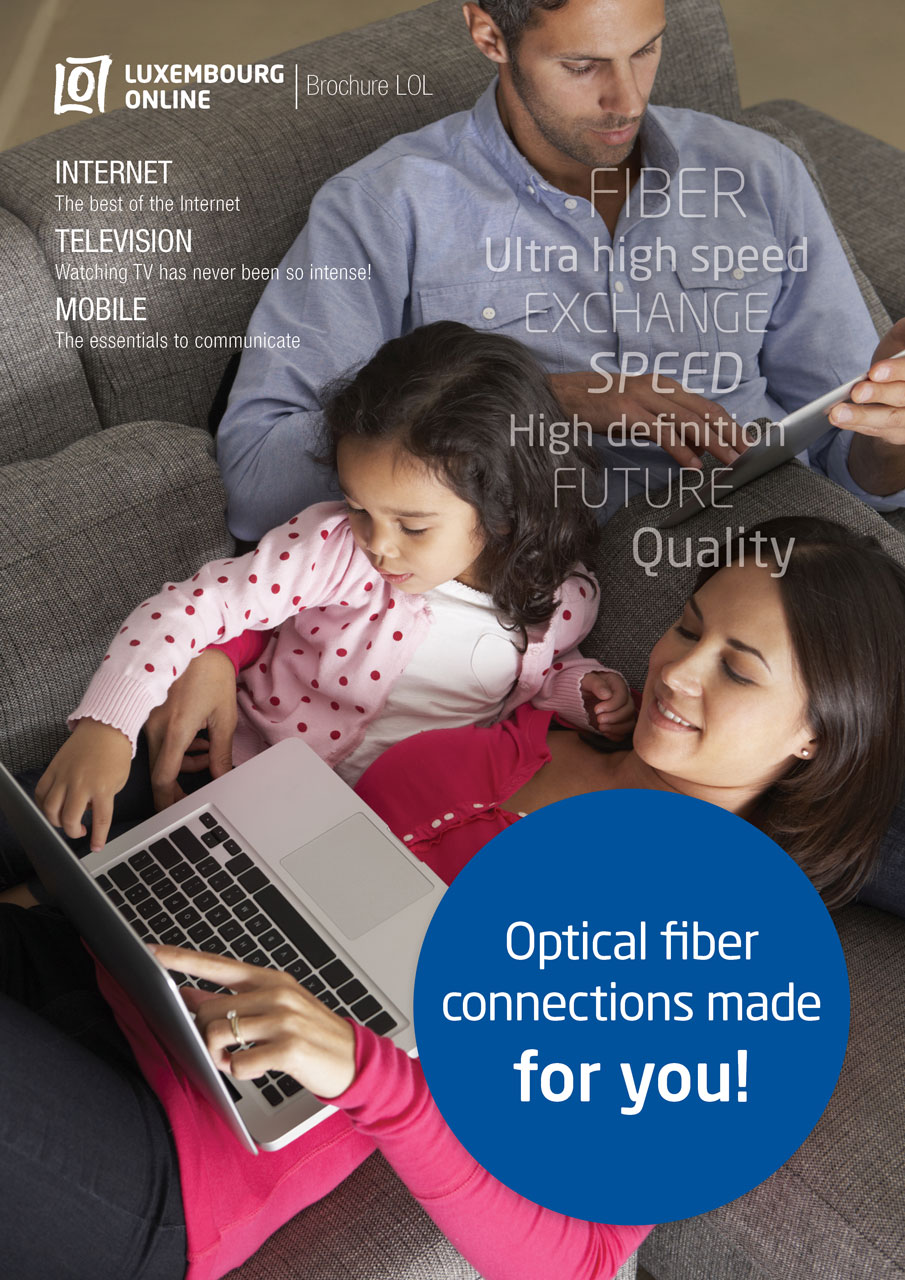 LUXEMBOURG
ONLINE
Brochure LOL
INTERNET
The best of the Internet
TELEVISION
Watching TV has never been so intense!
MOBILE
The essentials to communicate
FIBER
Ultra high speed
EXCHANGE
SPEED
High definition
FUTURE
Quality
Optical fiber
connections made
for you!